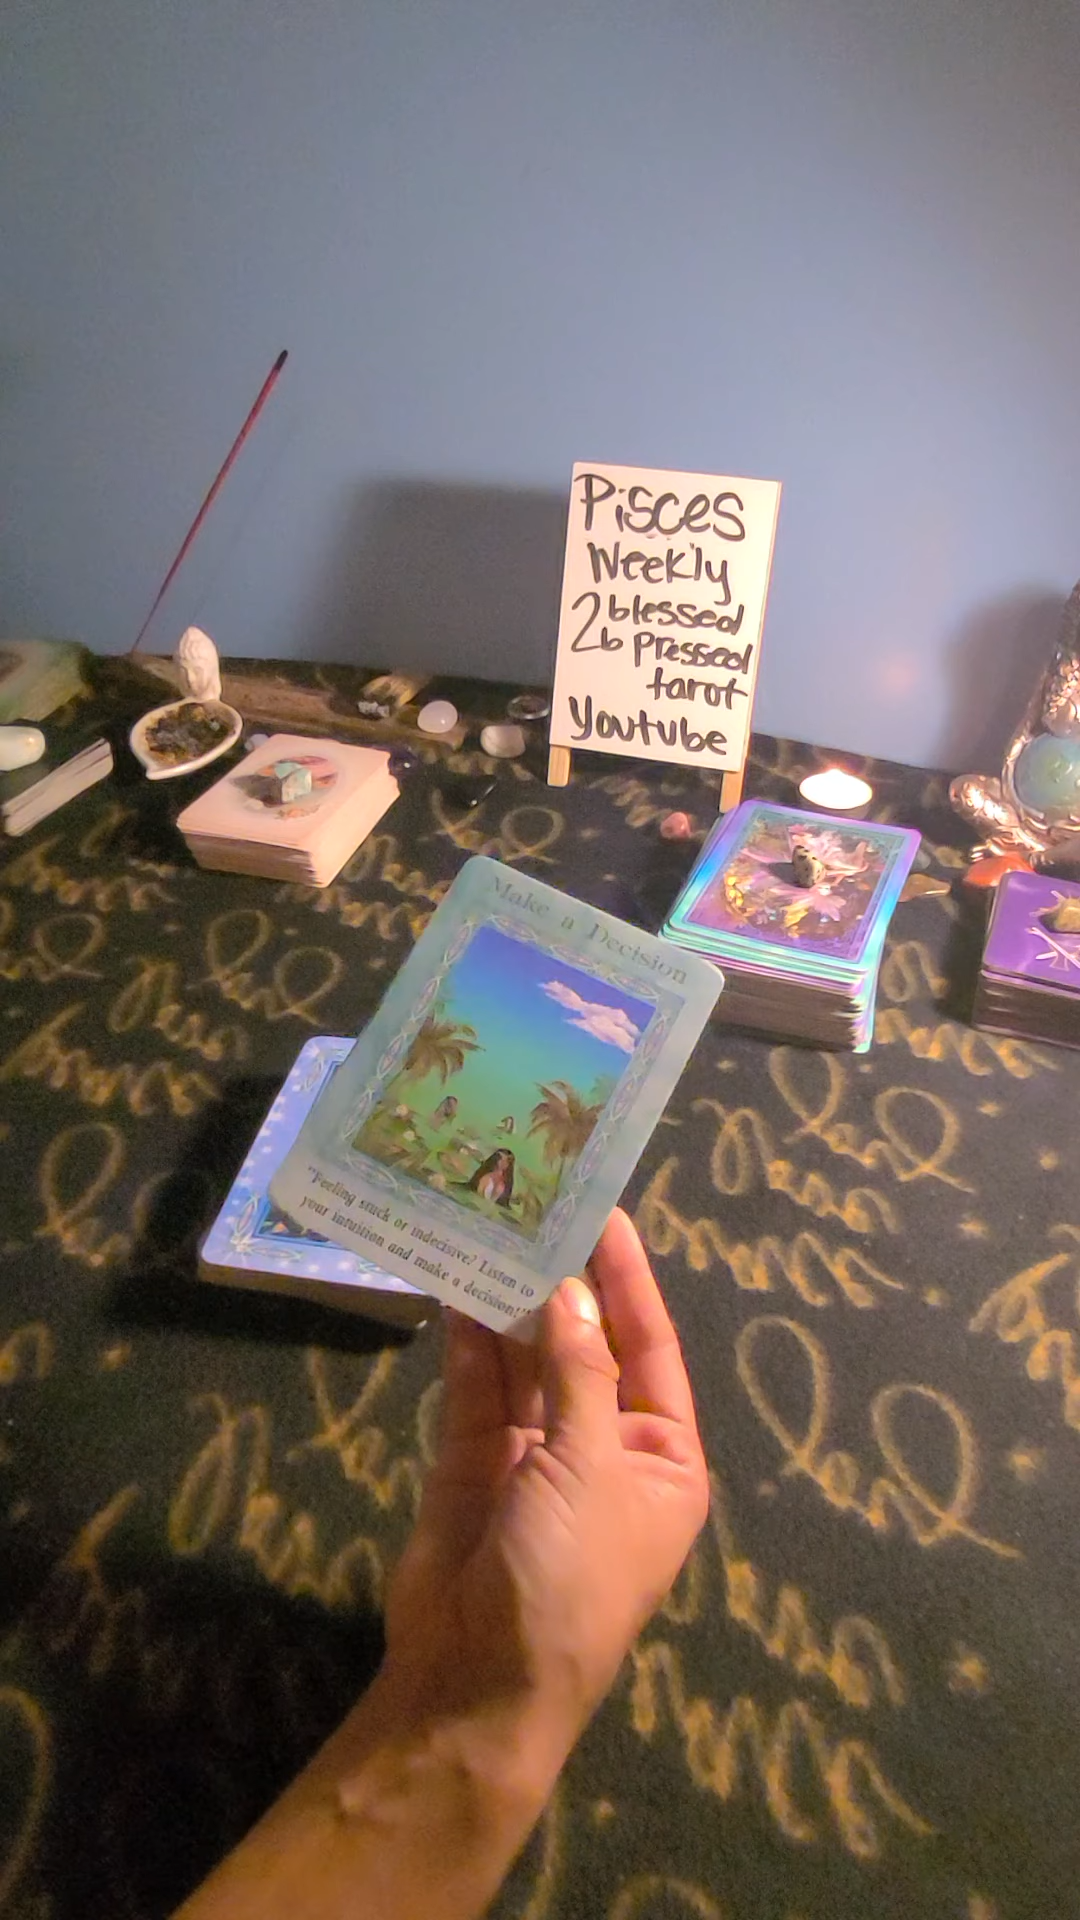 Pisces
Weekly
2 blessed
2b pressed
tarot
Youtube
Make a Decision
"Feeling stuck or indecisive? Listen to
your intuition and make a decision!"